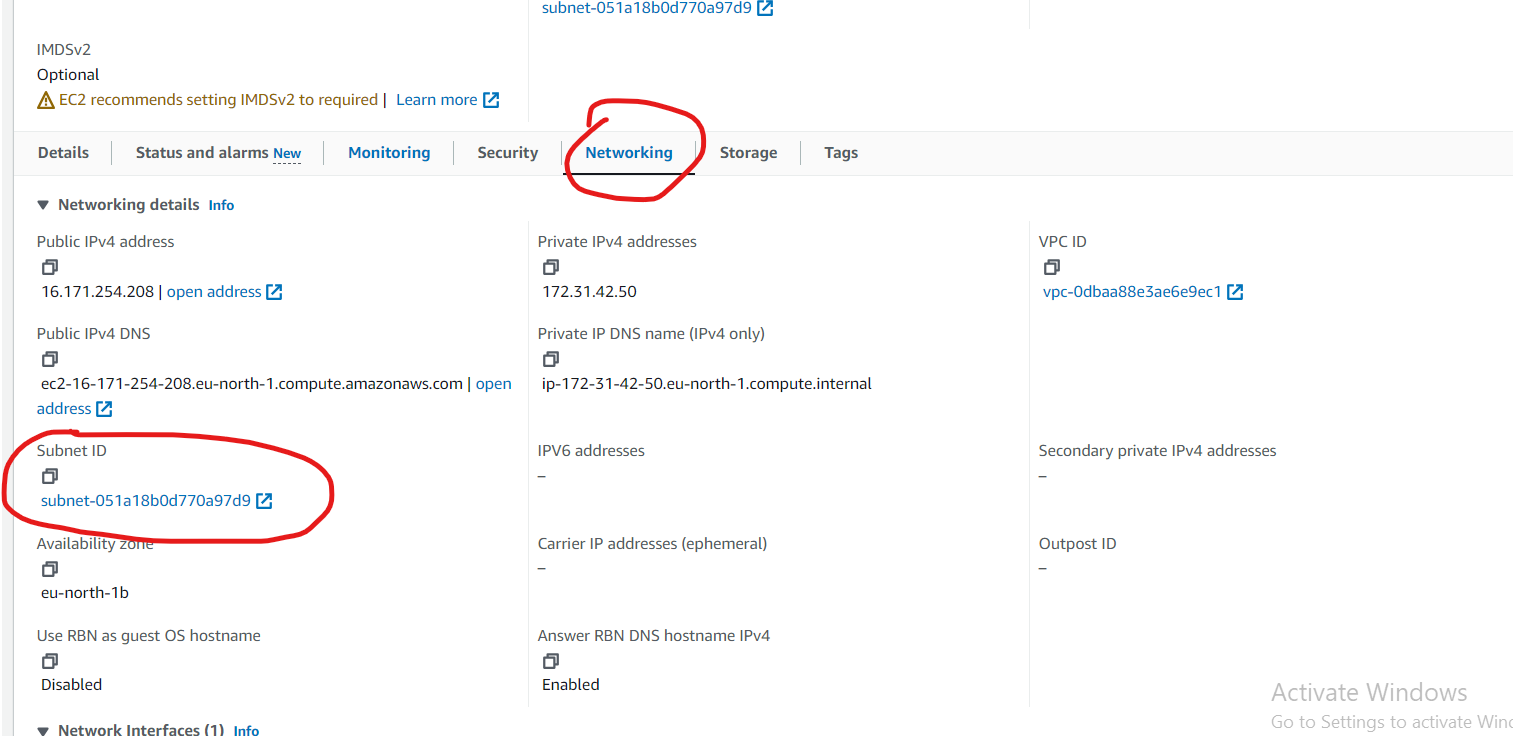 subnet-051a18b0d770a97d9
IMDSv2
Optional
EC2 recommends setting IMDSv2 to required | Learn more
Details | Status and alarms New | Monitoring | Security | Networking | Storage | Tags
Networking details Info
Public IPv4 address
16.171.254.208 | open address
Private IPv4 addresses
172.31.42.50
VPC ID
vpc-0dbaa88e3ae6e9ec1
Public IPv4 DNS
ec2-16-171-254-208.eu-north-1.compute.amazonaws.com | open
address
Private IP DNS name (IPv4 only)
ip-172-31-42-50.eu-north-1.compute.internal
Subnet ID
subnet-051a18b0d770a97d9
IPV6 addresses
–
Secondary private IPv4 addresses
–
Availability zone
eu-north-1b
Carrier IP addresses (ephemeral)
–
Outpost ID
–
Use RBN as guest OS hostname
Disabled
Answer RBN DNS hostname IPv4
Enabled
Network Interfaces (1) Info
Activate Windows
Go to Settings to activate Win